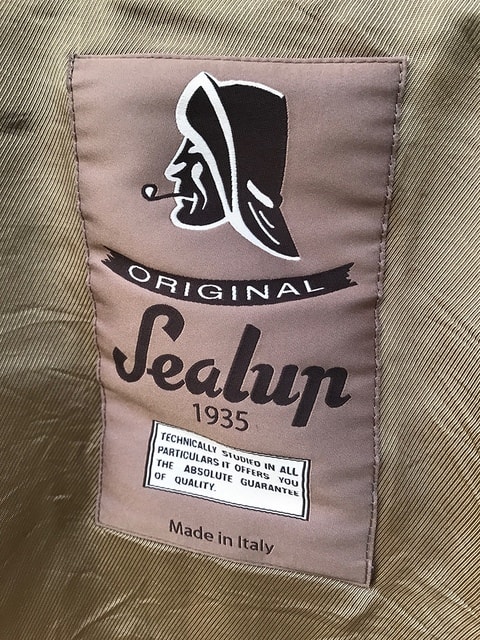 ORIGINAL
Sealup
1935
TECHNICALLY STUDIED IN ALL
PARTICULARS IT OFFERS YOU
THE ABSOLUTE GUARANTEE
OF QUALITY.
Made in Italy